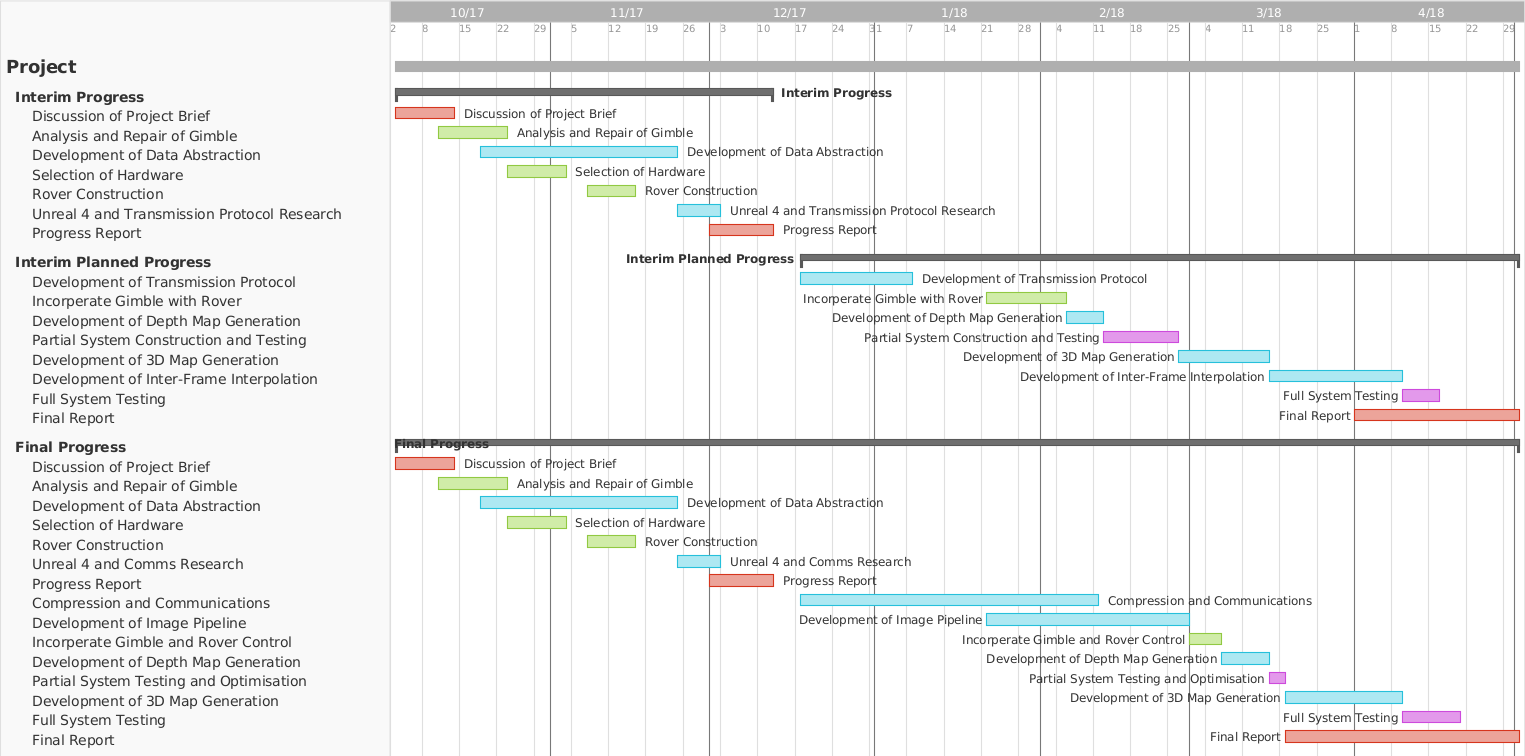 10/17 11/17 12/17 1/18 2/18 3/18 4/18
2 8 15 22 29 5 12 19 26 3 10 17 24 31 7 14 21 28 4 11 18 25 4 11 18 25 1 8 15 22 29
Project
Interim Progress Interim Progress
Discussion of Project Brief Discussion of Project Brief
Analysis and Repair of Gimble Analysis and Repair of Gimble
Development of Data Abstraction Development of Data Abstraction
Selection of Hardware Selection of Hardware
Rover Construction Rover Construction
Unreal 4 and Transmission Protocol Research Unreal 4 and Transmission Protocol Research
Progress Report Progress Report
Interim Planned Progress Interim Planned Progress
Development of Transmission Protocol Development of Transmission Protocol
Incorperate Gimble with Rover Incorperate Gimble with Rover
Development of Depth Map Generation Development of Depth Map Generation
Partial System Construction and Testing Partial System Construction and Testing
Development of 3D Map Generation Development of 3D Map Generation
Development of Inter-Frame Interpolation Development of Inter-Frame Interpolation
Full System Testing Full System Testing
Final Report Final Report
Final Progress Final Progress
Discussion of Project Brief Discussion of Project Brief
Analysis and Repair of Gimble Analysis and Repair of Gimble
Development of Data Abstraction Development of Data Abstraction
Selection of Hardware Selection of Hardware
Rover Construction Rover Construction
Unreal 4 and Comms Research Unreal 4 and Comms Research
Progress Report Progress Report
Compression and Communications Compression and Communications
Development of Image Pipeline Development of Image Pipeline
Incorperate Gimble and Rover Control Incorperate Gimble and Rover Control
Development of Depth Map Generation Development of Depth Map Generation
Partial System Testing and Optimisation Partial System Testing and Optimisation
Development of 3D Map Generation Development of 3D Map Generation
Full System Testing Full System Testing
Final Report Final Report